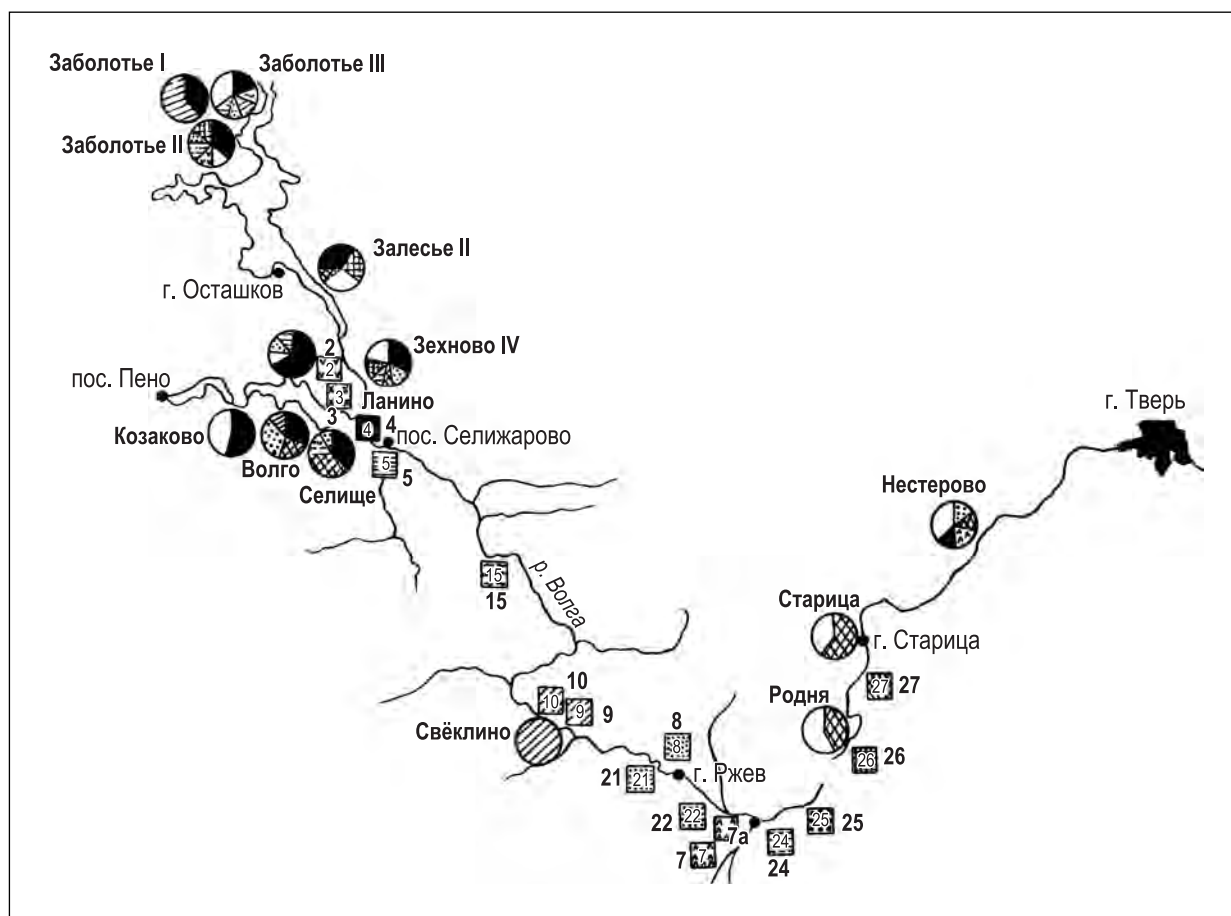 Заболотье I
Заболотье III
Заболотье II
Залесье II
г. Осташков
2
2
Зехново IV
пос. Пено
3
Ланино
3
4
4
пос. Селижарово
Козаково
Волго
Селище
5
5
г. Тверь
Нестерово
15
15
р. Волга
Старица
г. Старица
27
27
10
10
9
9
Свёклино
Родня
8
8
26
26
21
21
г. Ржев
22
22
7а
25
25
7
7
24
24